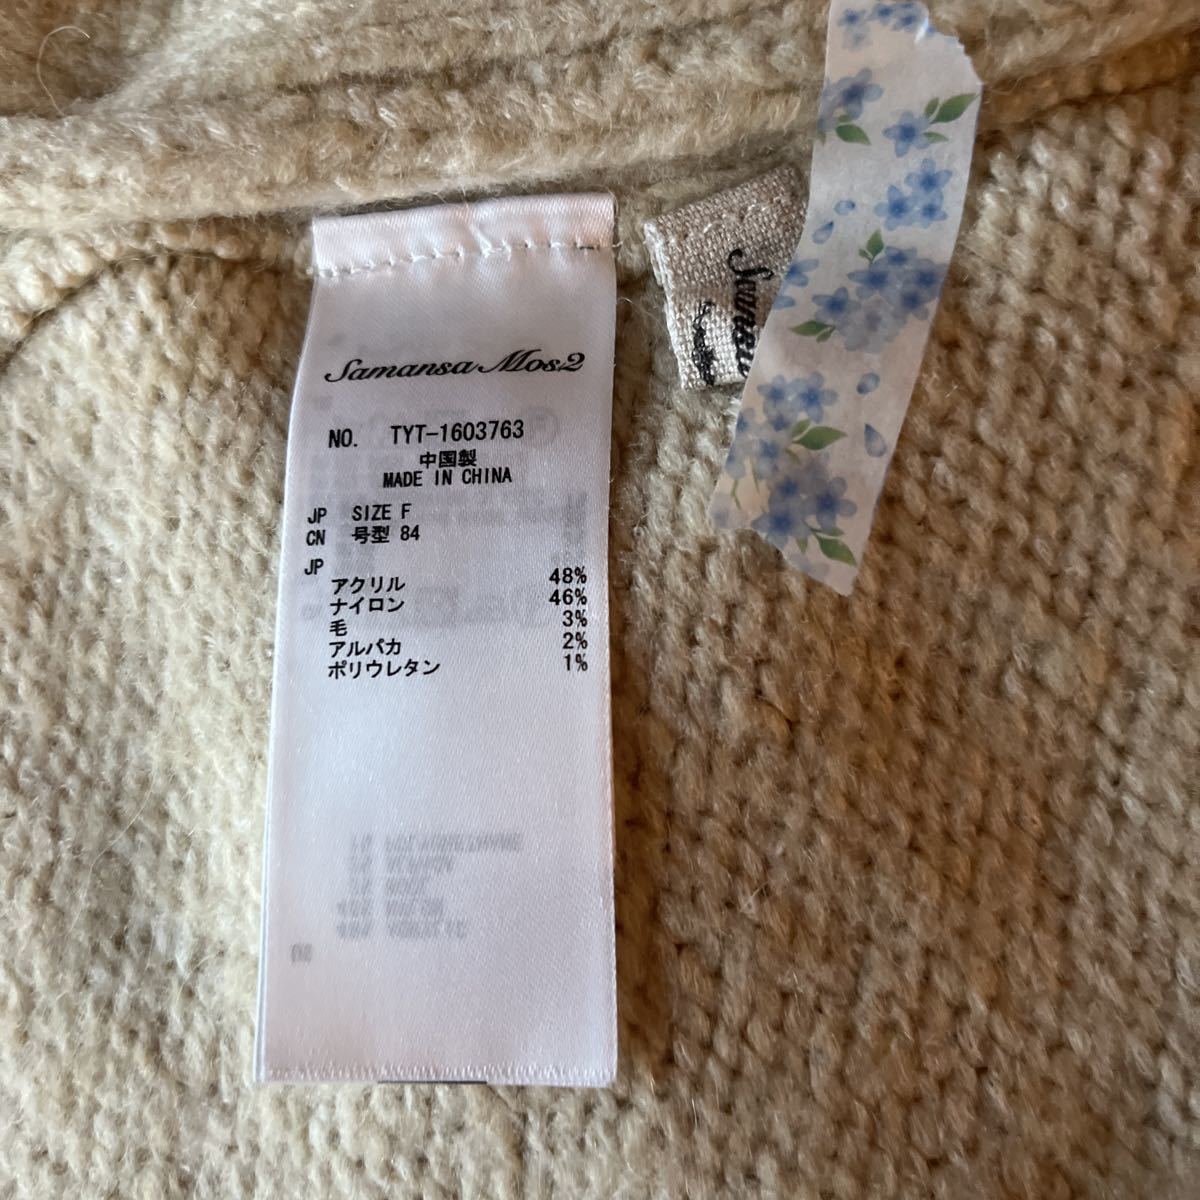 Samansa Mos2
NO. TYT-1603763
中国製
MADE IN CHINA
JP SIZE F
CN 号型 84
JP
アクリル 48%
ナイロン 46%
毛 3%
アルパカ 2%
ポリウレタン 1%